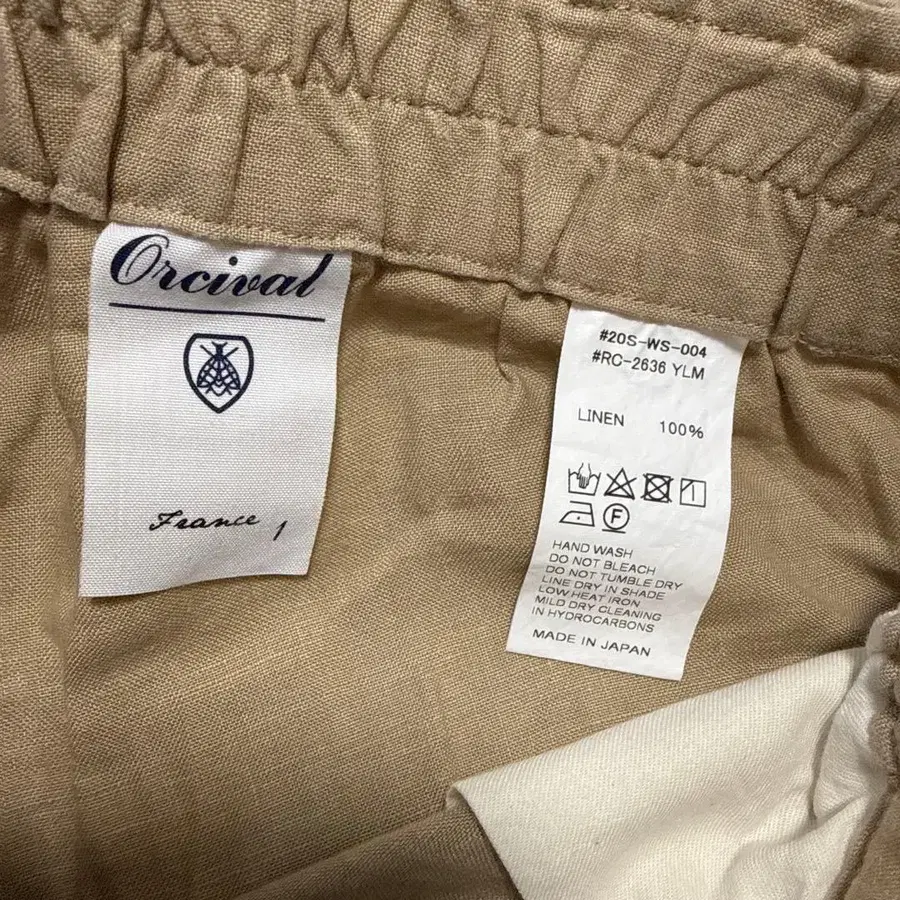 Orcival
France 1
#20S-WS-004
#RC-2636 YLM
LINEN 100%
F
HAND WASH
DO NOT BLEACH
DO NOT TUMBLE DRY
LINE DRY IN SHADE
LOW HEAT IRON
MILD DRY CLEANING
IN HYDROCARBONS
MADE IN JAPAN